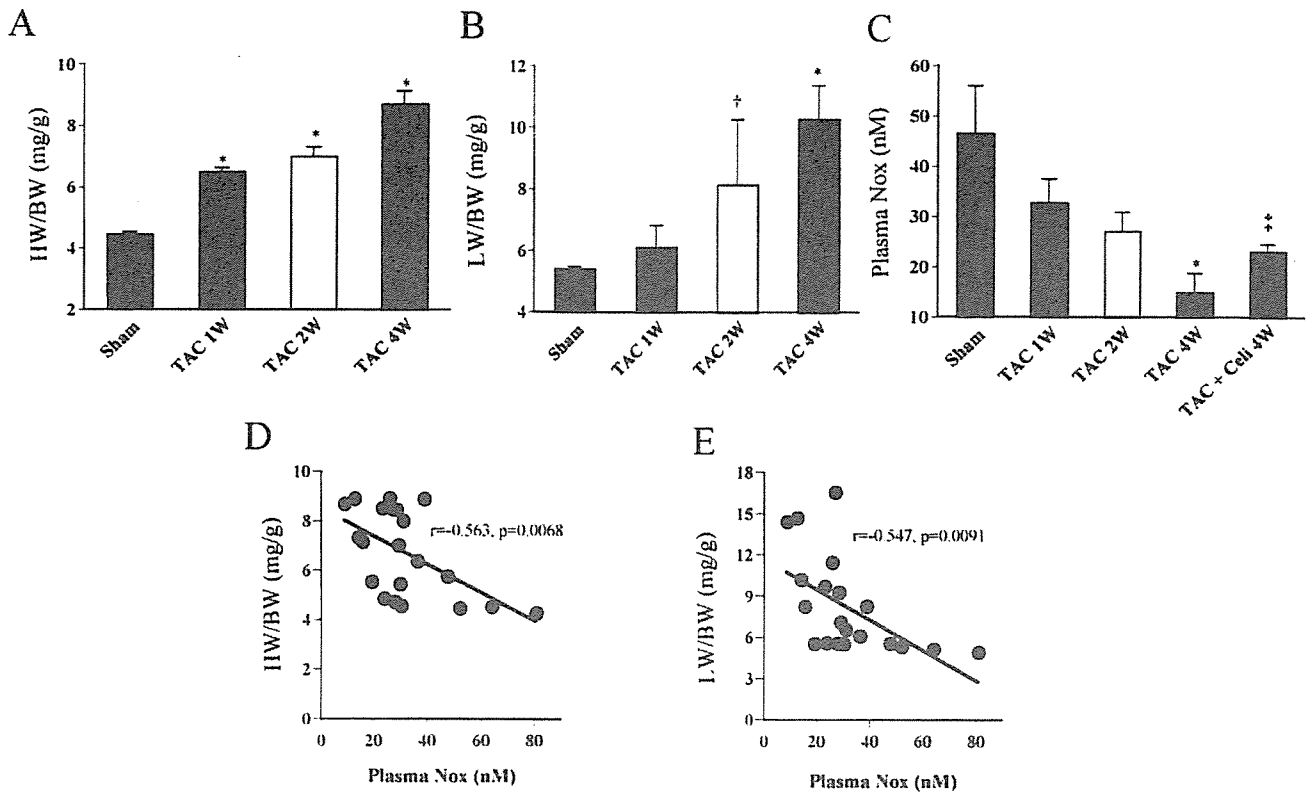 A
HW/BW (mg/g)
10
8
6
4
2
*
*
*
Sham
TAC 1W
TAC 2W
TAC 4W
B
LW/BW (mg/g)
12
10
8
6
4
†
*
Sham
TAC 1W
TAC 2W
TAC 4W
C
Plasma Nox (nM)
60
50
40
30
20
10
*
‡
Sham
TAC 1W
TAC 2W
TAC 4W
TAC + Celi 4W
D
HW/BW (mg/g)
10
8
6
4
2
0
r=-0.563, p=0.0068
0 20 40 60 80
Plasma Nox (nM)
E
LW/BW (mg/g)
18
15
12
9
6
3
0
r=-0.547, p=0.0091
0 20 40 60 80
Plasma Nox (nM)